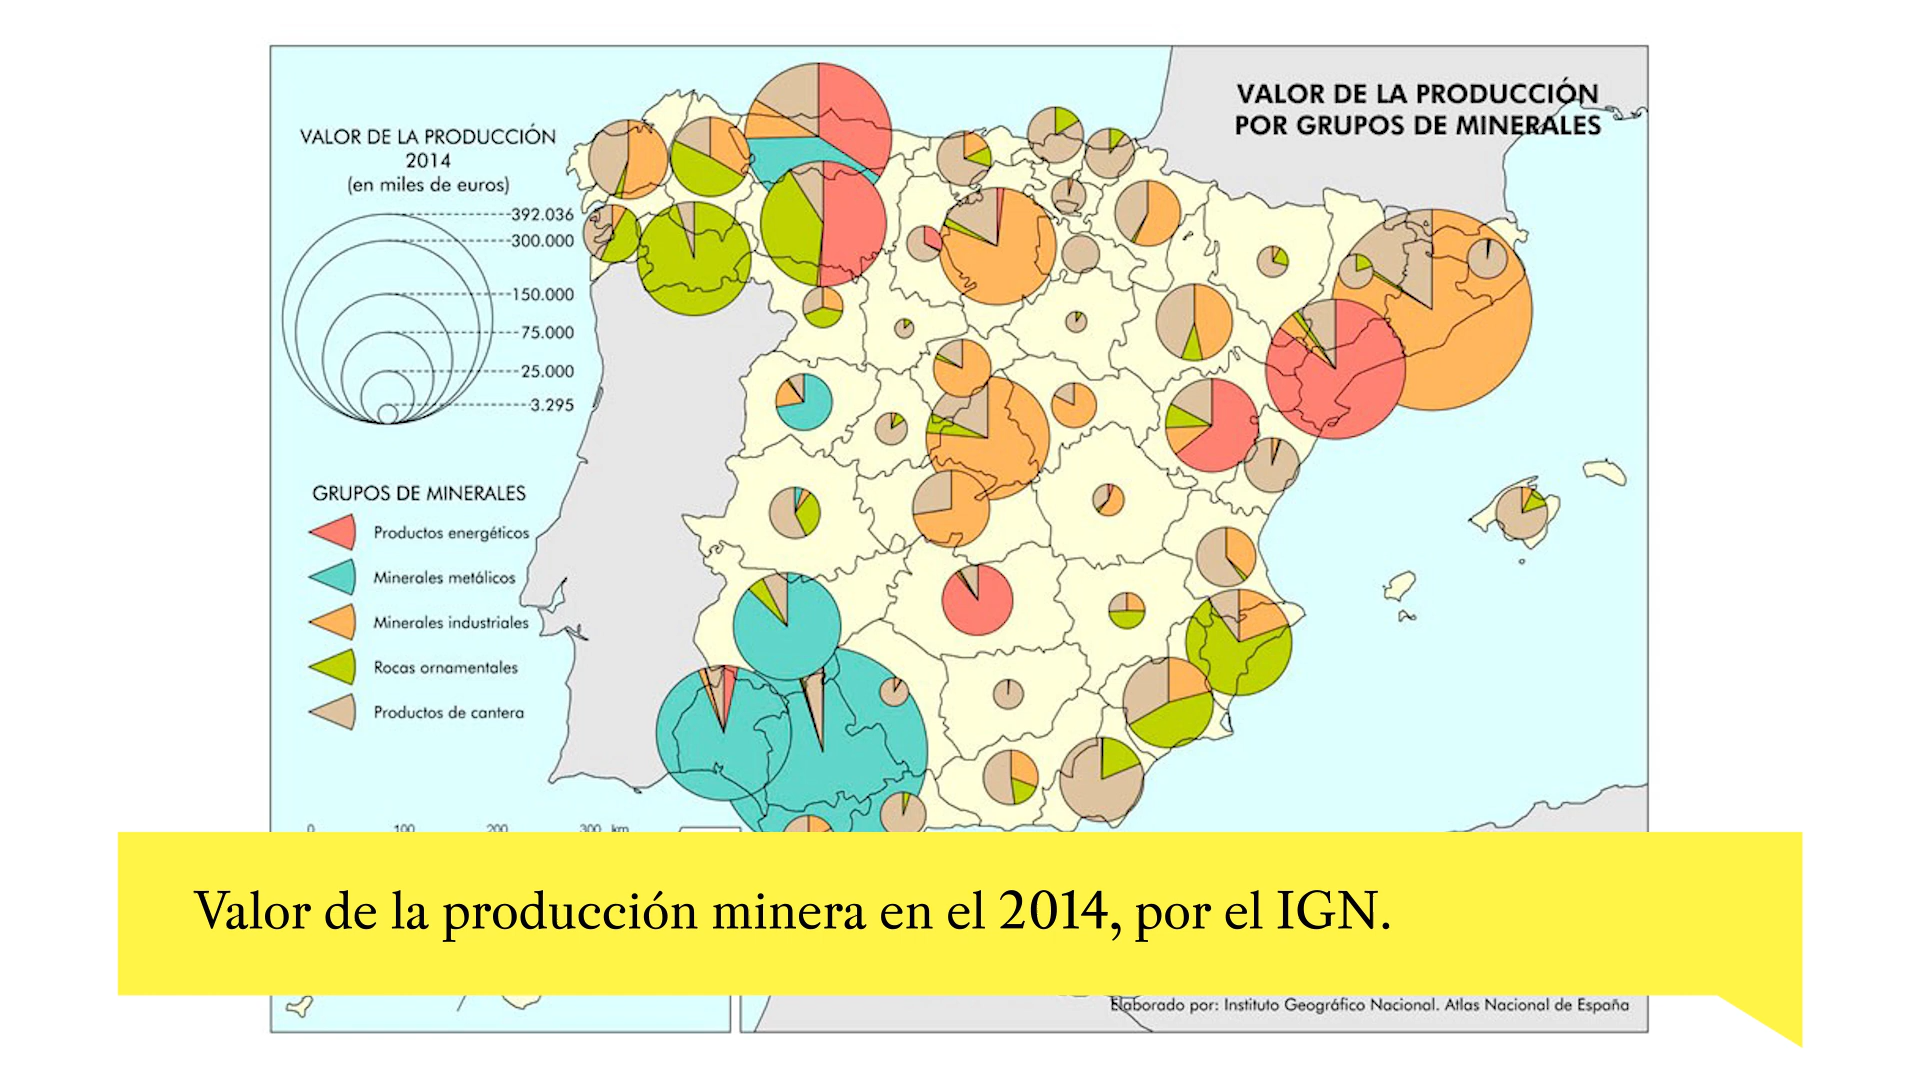 VALOR DE LA PRODUCCIÓN
POR GRUPOS DE MINERALES
VALOR DE LA PRODUCCIÓN
2014
(en miles de euros)
392.036
300.000
150.000
75.000
25.000
3.295
GRUPOS DE MINERALES
Productos energéticos
Minerales metálicos
Minerales industriales
Rocas ornamentales
Productos de cantera
0 100 200 300 km
Valor de la producción minera en el 2014, por el IGN.
Elaborado por: Instituto Geográfico Nacional. Atlas Nacional de España